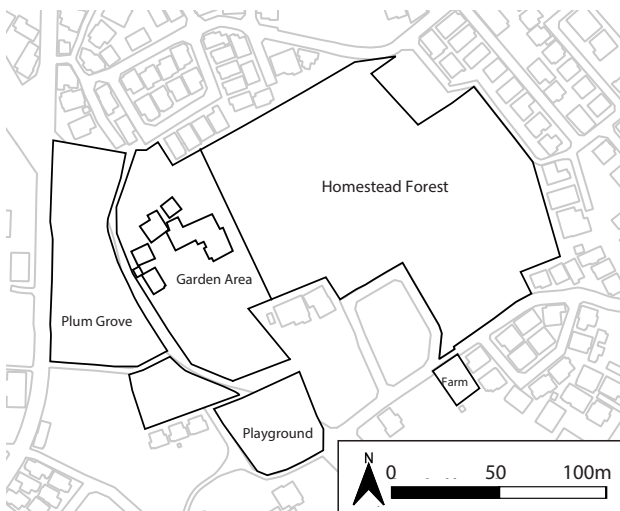 Homestead Forest
Garden Area
Plum Grove
Farm
Playground
N
0 50 100m